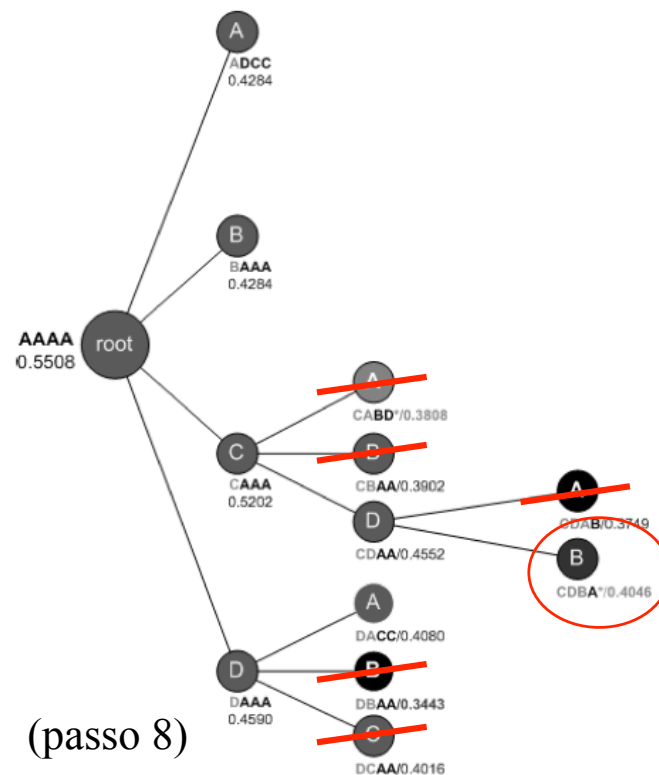 A
ADCC
0.4284
B
BAAA
0.4284
AAAA
0.5508
root
A
CABD*/0.3808
C
CAAA
0.5202
B
CBAA/0.3902
D
CDAA/0.4552
A
CDAB/0.3749
B
CDBA*/0.4046
A
DACC/0.4080
D
DAAA
0.4590
B
DBAA/0.3443
C
DCAA/0.4016
(passo 8)